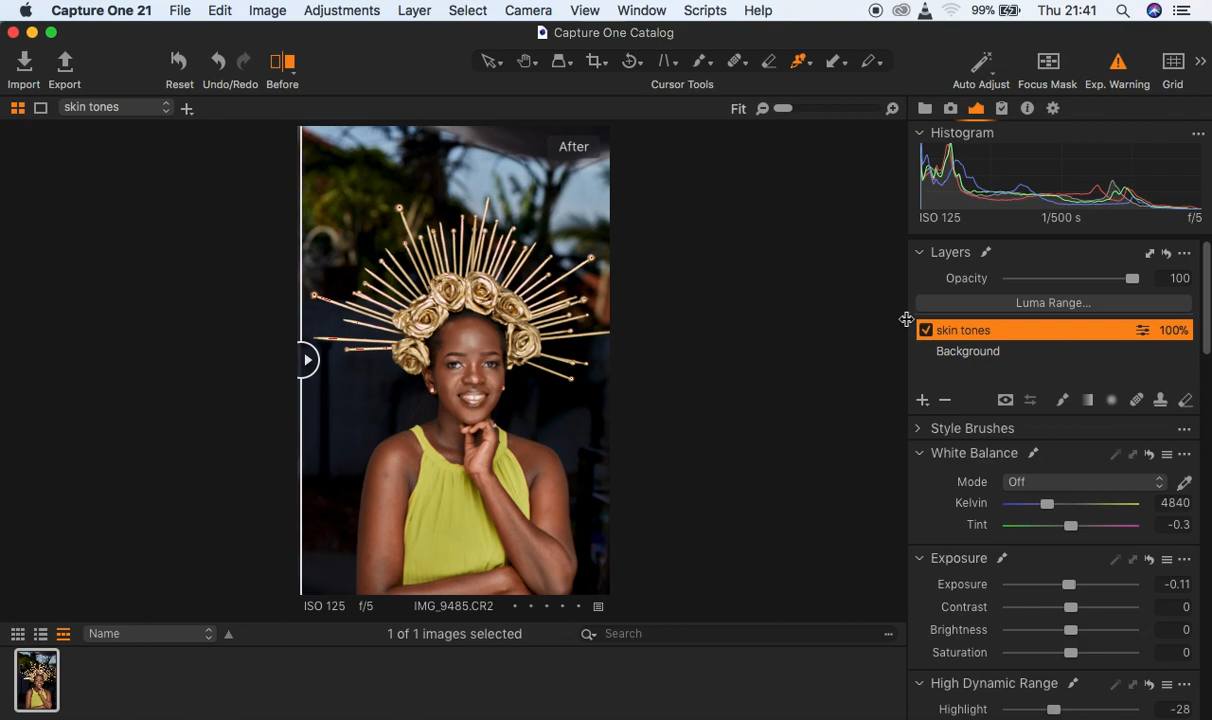 Capture One 21 File Edit Image Adjustments Layer Select Camera View Window Scripts Help 99% Thu 21:41
Capture One Catalog
Import Export Reset Undo/Redo Before Cursor Tools Auto Adjust Focus Mask Exp. Warning Grid
skin tones Fit
After
Histogram
ISO 125 1/500 s f/5
Layers
Opacity 100
Luma Range...
skin tones 100%
Background
Style Brushes
White Balance
Mode Off
Kelvin 4840
Tint -0.3
Exposure
Exposure -0.11
Contrast 0
Brightness 0
Saturation 0
High Dynamic Range
Highlight -28
ISO 125 f/5 IMG_9485.CR2
Name 1 of 1 images selected Search